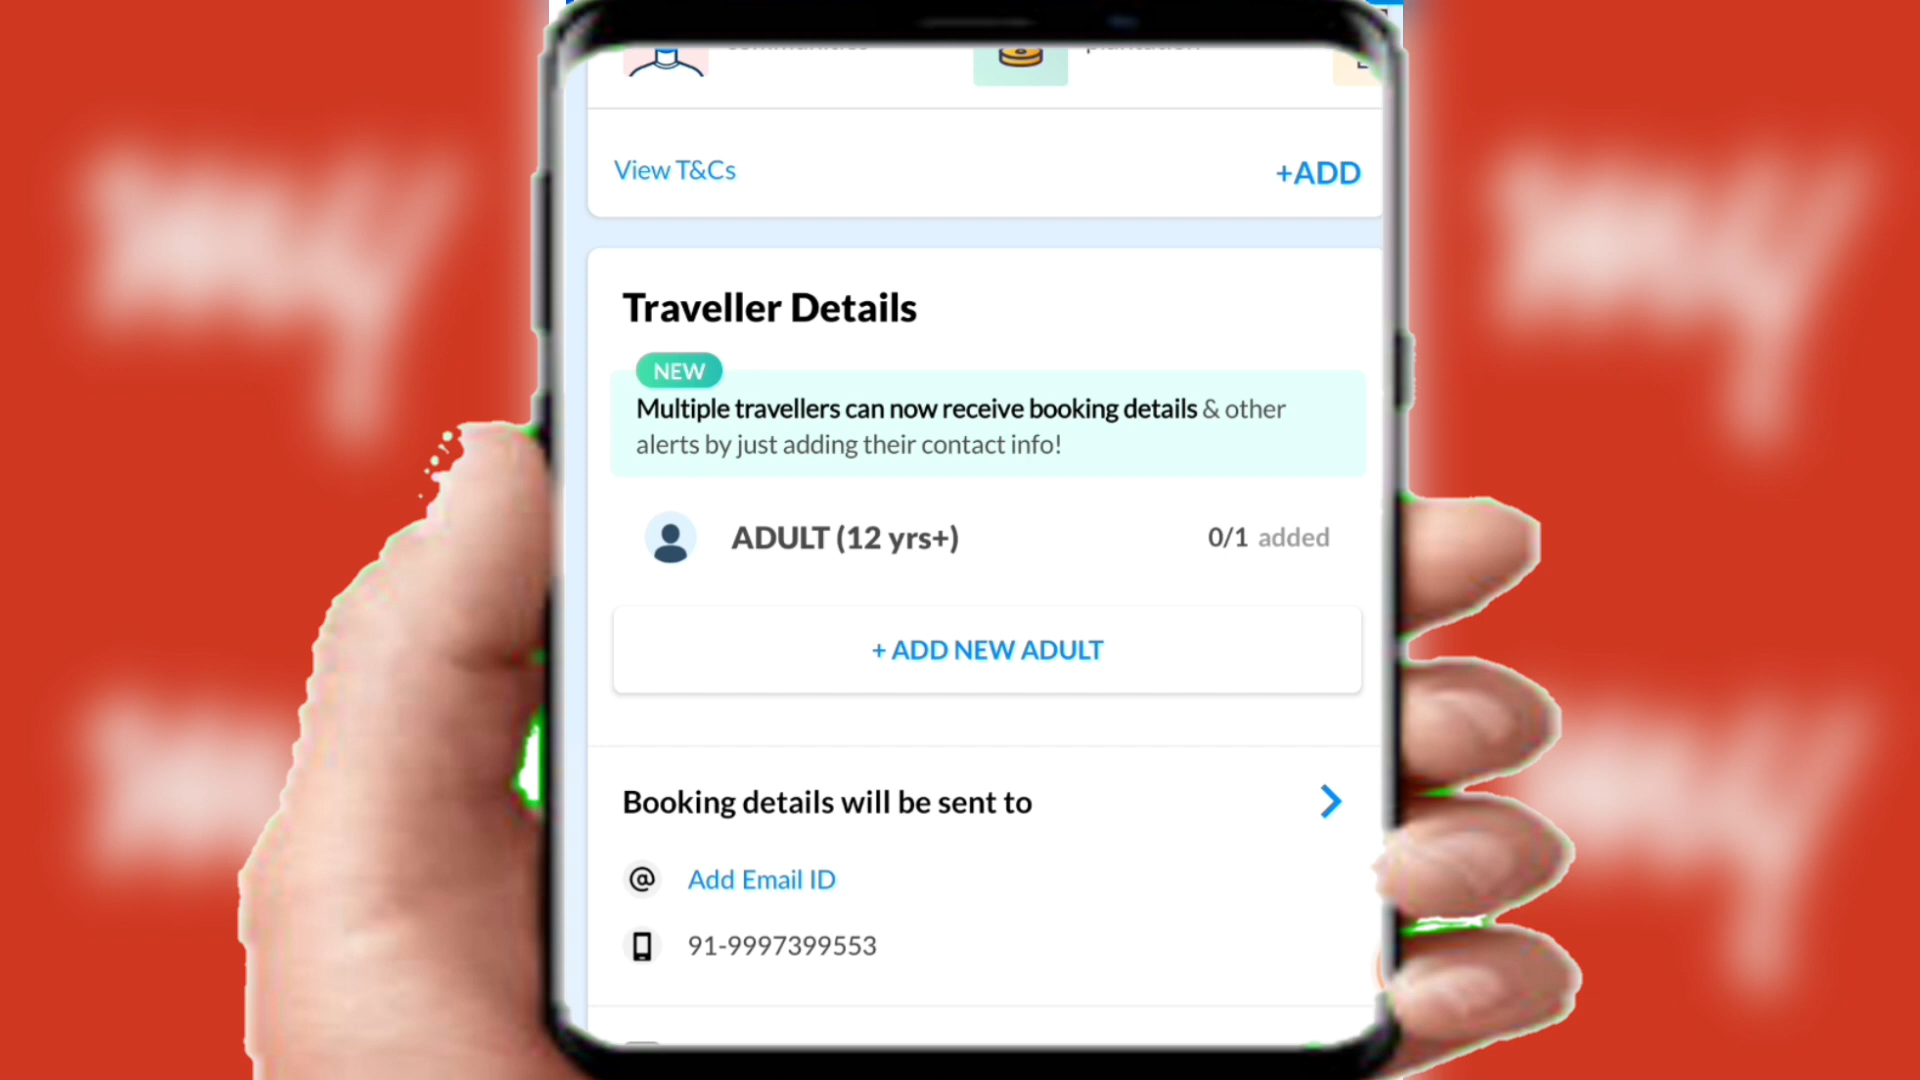 View T&Cs
+ADD
Traveller Details
NEW
Multiple travellers can now receive booking details & other
alerts by just adding their contact info!
ADULT (12 yrs+)
0/1 added
+ ADD NEW ADULT
Booking details will be sent to
@ Add Email ID
91-9997399553